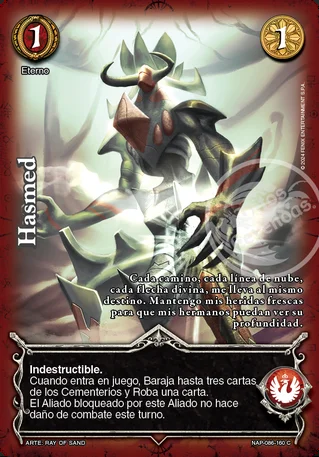 1
1
Eterno
© 2024 FENIX ENTERTAINMENT S.P.A.
Hasmed
Cada camino, cada línea de nube,
cada flecha divina, me lleva al mismo
destino. Mantengo mis heridas frescas
para que mis hermanos puedan ver su
profundidad.
Indestructible.
Cuando entra en juego, Baraja hasta tres cartas
de los Cementerios y Roba una carta.
El Aliado bloqueado por este Aliado no hace
daño de combate este turno.
ARTE: RAY OF SAND
NAP-086-160 C